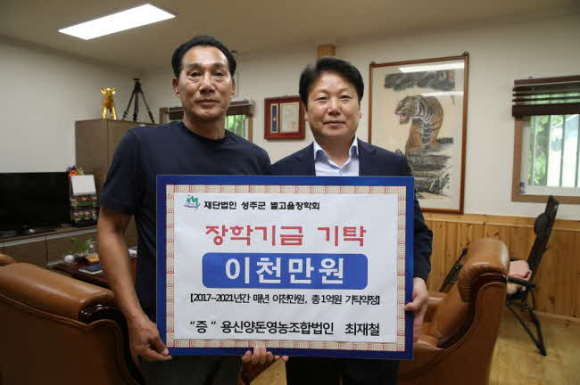 재단법인 성주군 별고을장학회
장학기금 기탁
이천만원
[2017~2021년간 매년 이천만원, 총1억원 기탁약정]
"증" 용신양돈영농조합법인 최재철